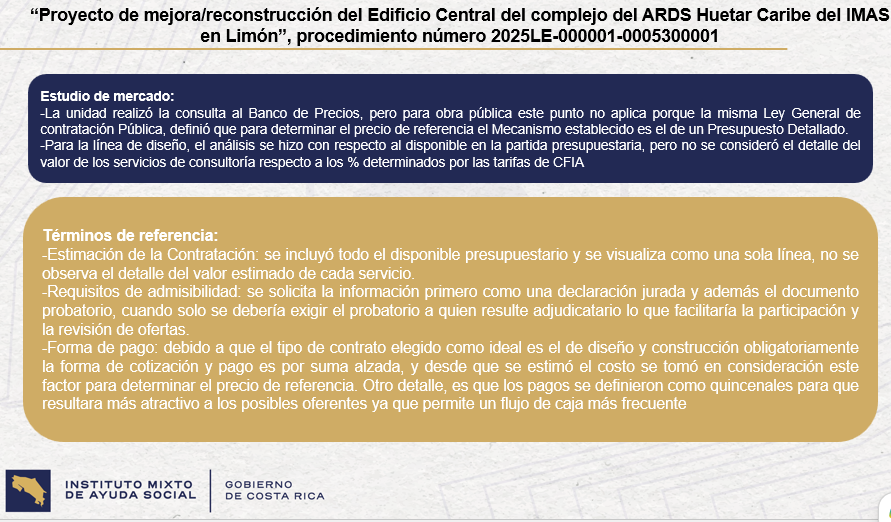 “Proyecto de mejora/reconstrucción del Edificio Central del complejo del ARDS Huetar Caribe del IMAS
en Limón”, procedimiento número 2025LE-000001-0005300001
Estudio de mercado:
-La unidad realizó la consulta al Banco de Precios, pero para obra pública este punto no aplica porque la misma Ley General de
contratación Pública, definió que para determinar el precio de referencia el Mecanismo establecido es el de un Presupuesto Detallado.
-Para la línea de diseño, el análisis se hizo con respecto al disponible en la partida presupuestaria, pero no se consideró el detalle del
valor de los servicios de consultoría respecto a los % determinados por las tarifas de CFIA
Términos de referencia:
-Estimación de la Contratación: se incluyó todo el disponible presupuestario y se visualiza como una sola línea, no se
observa el detalle del valor estimado de cada servicio.
-Requisitos de admisibilidad: se solicita la información primero como una declaración jurada y además el documento
probatorio, cuando solo se debería exigir el probatorio a quien resulte adjudicatario lo que facilitaría la participación y
la revisión de ofertas.
-Forma de pago: debido a que el tipo de contrato elegido como ideal es el de diseño y construcción obligatoriamente
la forma de cotización y pago es por suma alzada, y desde que se estimó el costo se tomó en consideración este
factor para determinar el precio de referencia. Otro detalle, es que los pagos se definieron como quincenales para que
resultara más atractivo a los posibles oferentes ya que permite un flujo de caja más frecuente
INSTITUTO MIXTO
DE AYUDA SOCIAL
GOBIERNO
DE COSTA RICA